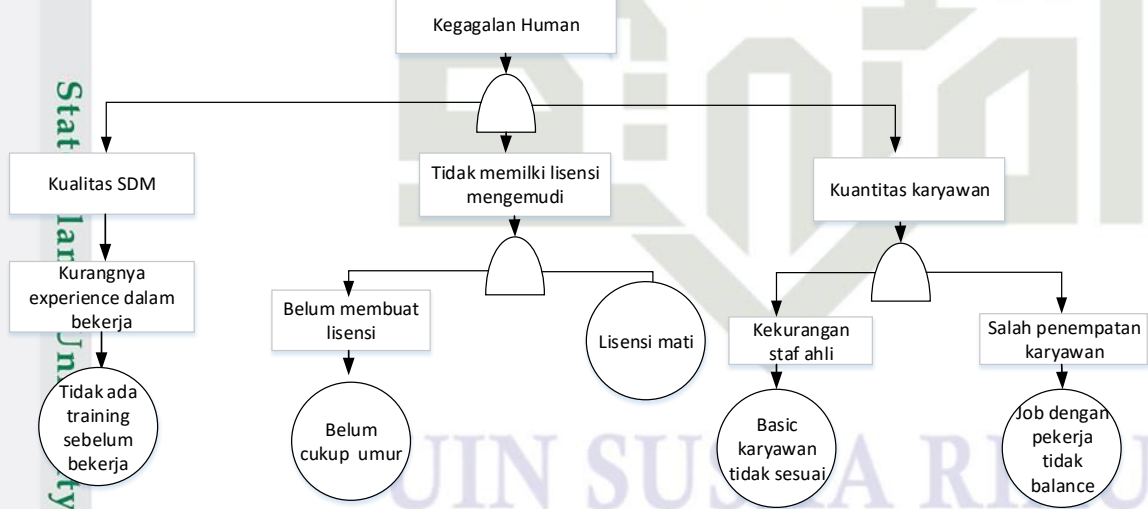 Kegagalan Human
Kualitas SDM
Tidak memilki lisensi
mengemudi
Kuantitas karyawan
Kurangnya
experience dalam
bekerja
Belum membuat
lisensi
Lisensi mati
Kekurangan
staf ahli
Salah penempatan
karyawan
Tidak ada
training
sebelum
bekerja
Belum
cukup umur
Basic
karyawan
tidak sesuai
Job dengan
pekerja
tidak
balance
UIN SUSKA RIAU